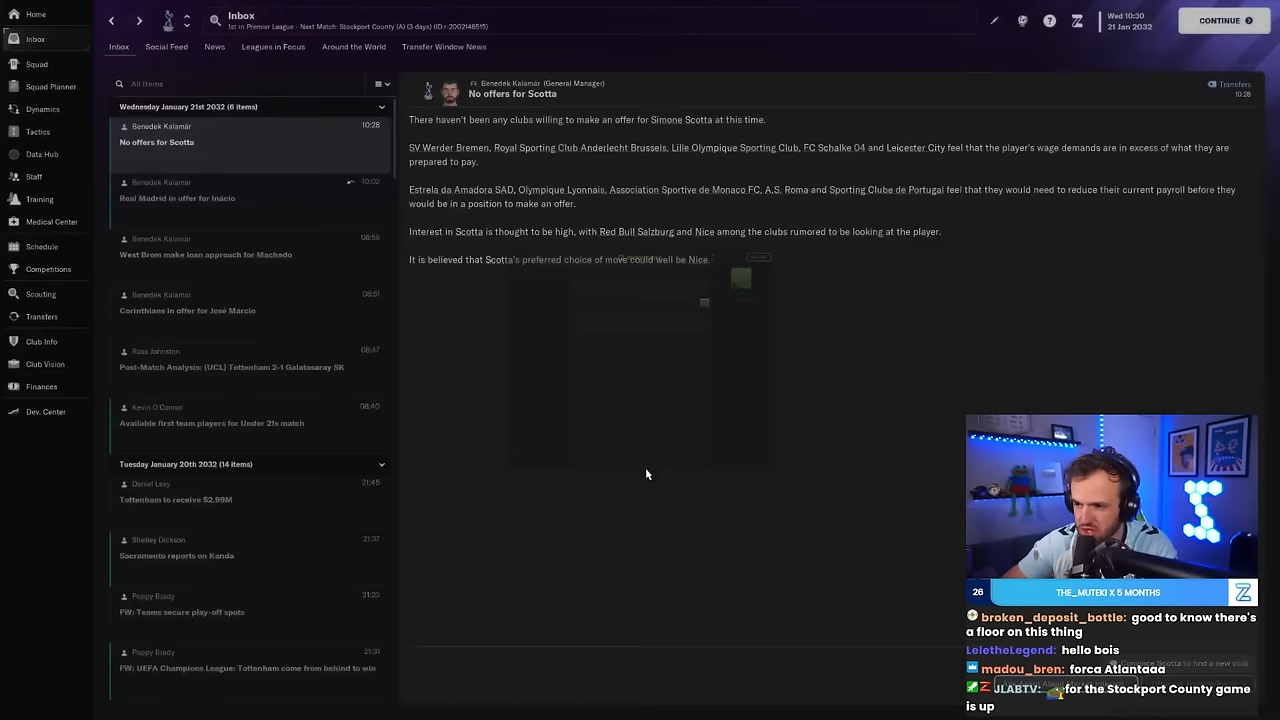 Home
Inbox
Squad
Squad Planner
Dynamics
Tactics
Data Hub
Staff
Training
Medical Center
Schedule
Competitions
Scouting
Transfers
Club Info
Club Vision
Finances
Dev. Center
Inbox
1st in Premier League - Next Match: Stockport County (A) (3 days) (ID:-2002148515)
Wed 10:30
21 Jan 2032
CONTINUE
Inbox
Social Feed
News
Leagues in Focus
Around the World
Transfer Window News
All items
Wednesday January 21st 2032 (6 items)
Benedek Kalamár
10:28
No offers for Scotta
Benedek Kalamár
10:02
Real Madrid in offer for Inácio
Benedek Kalamár
08:58
West Brom make loan approach for Machado
Benedek Kalamár
08:51
Corinthians in offer for José Márcio
Ross Johnston
08:47
Post-Match Analysis: (UCL) Tottenham 2-1 Galatasaray SK
Kevin O'Connor
08:40
Available first team players for Under 21s match
Tuesday January 20th 2032 (14 items)
Daniel Levy
21:45
Tottenham to receive $2.99M
Shelley Dickson
21:37
Sacramento reports on Kanda
Poppy Brady
21:33
FW: Teams secure play-off spots
Poppy Brady
21:31
FW: UEFA Champions League: Tottenham come from behind to win
Benedek Kalamár (General Manager)
No offers for Scotta
Transfers
10:28
There haven't been any clubs willing to make an offer for Simone Scotta at this time.
SV Werder Bremen, Royal Sporting Club Anderlecht Brussels, Lille Olympique Sporting Club, FC Schalke 04 and Leicester City feel that the player's wage demands are in excess of what they are
prepared to pay.
Estrela da Amadora SAD, Olympique Lyonnais, Association Sportive de Monaco FC, A.S. Roma and Sporting Clube de Portugal feel that they would need to reduce their current payroll before they
would be in a position to make an offer.
Interest in Scotta is thought to be high, with Red Bull Salzburg and Nice among the clubs rumored to be looking at the player.
It is believed that Scotta's preferred choice of move could well be Nice.
26
THE_MUTEKI X 5 MONTHS
broken_deposit_bottle: good to know there's
a floor on this thing
LeletheLegend: hello bois
madou_bren: forca Atlantaaa
JLABTV: for the Stockport County game
is up
Scotta to find a new club